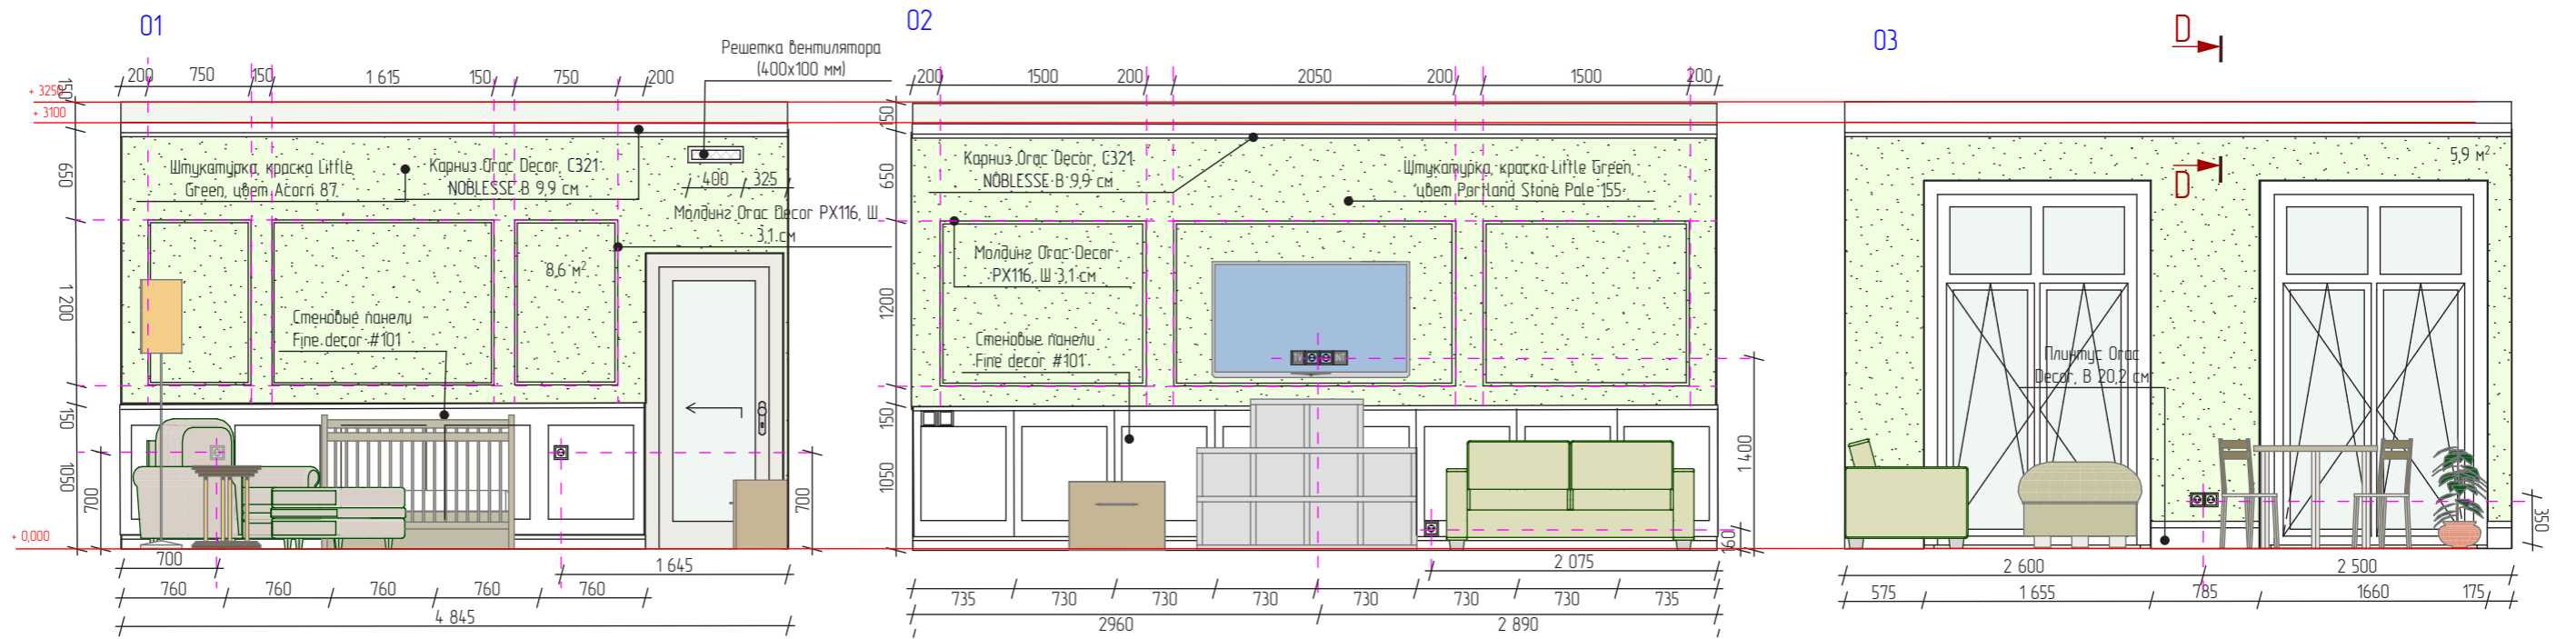 01
200
750
150
1 615
150
750
200
Решетка вентилятора
(400х100 мм)
150
+ 3250
+ 3100
650
1 200
150
1050
700
+ 0,000
Штукатурка, краска Little
Green, цвет Acorn 87
Карниз Orac Decor, C321
NOBLESSE В 9,9 см
400
325
Молдинг Orac Decor PX116, Ш
3,1 см
8,6 м²
Стеновые панели
Fine decor #101
700
700
1 645
760
760
760
760
760
4 845
02
200
1500
200
2050
200
1500
200
150
650
1200
150
1050
Карниз Orac Decor, C321
NOBLESSE В 9,9 см
Штукатурка, краска Little Green,
цвет Portland Stone Pale 155
Молдинг Orac Decor
PX116, Ш 3,1 см
Стеновые панели
Fine decor #101
TV
INT
1 400
160
2 075
735
730
730
730
730
730
730
735
2960
2 890
03
D
D
5,9 м²
Плинтус Orac
Decor, В 20,2 см
350
2 600
2 500
575
1 655
785
1660
175